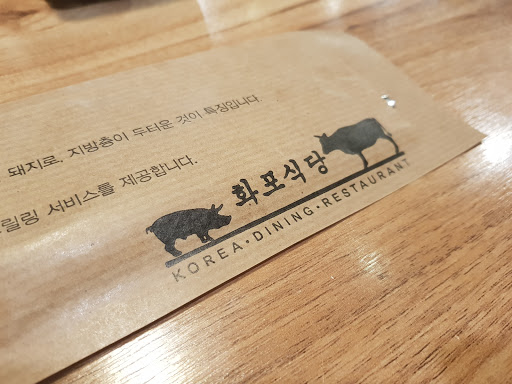 돼지로, 지방층이 두터운 것이 특징입니다.
릴링 서비스를 제공합니다.
화포식당
KOREA·DINING·RESTAURANT